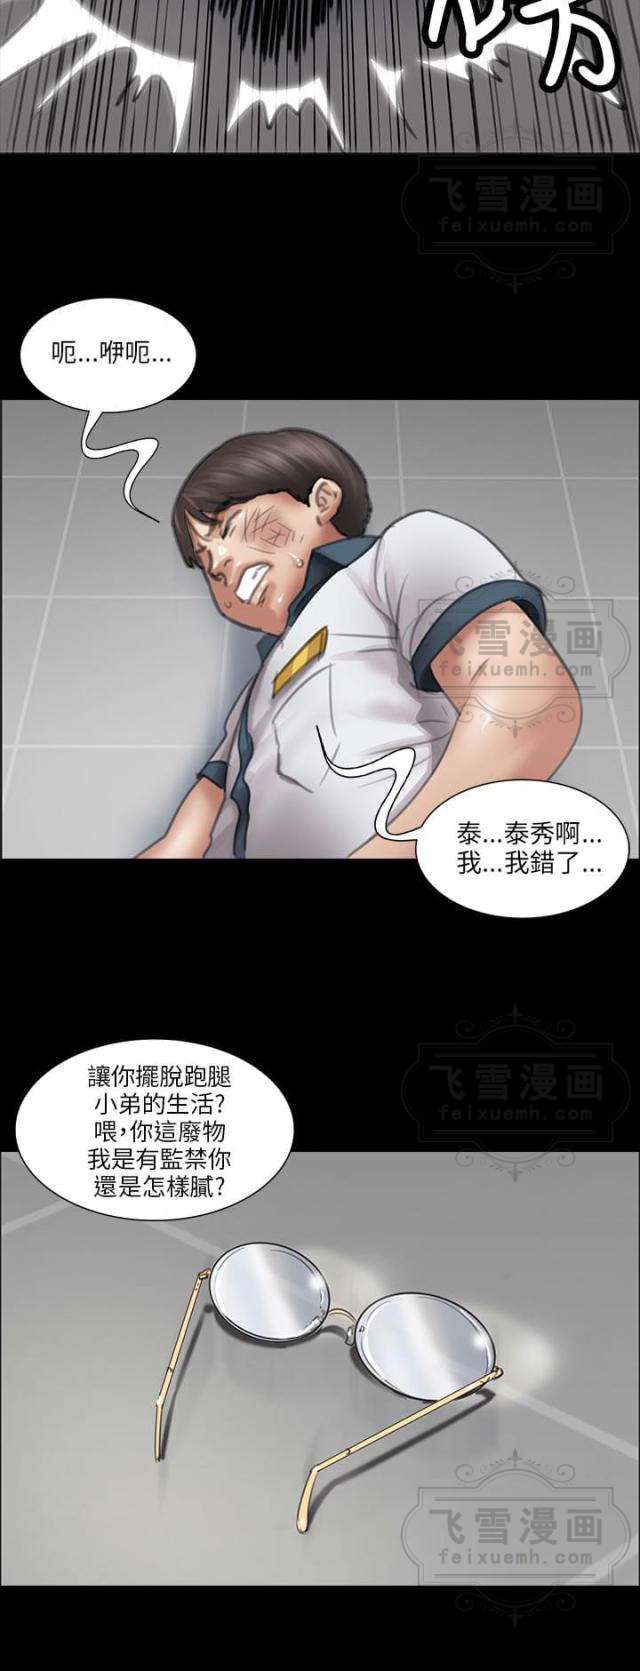 飞雪漫画
feixuemh.com
呃...咿呃...
飞雪漫画
feixuemh.com
泰...泰秀啊...
我...我錯了...
飞雪漫画
feixuemh.com
讓你擺脫跑腿
小弟的生活?
喂,你這廢物
我是有監禁你
還是怎樣膩?
飞雪漫画
feixuemh.com